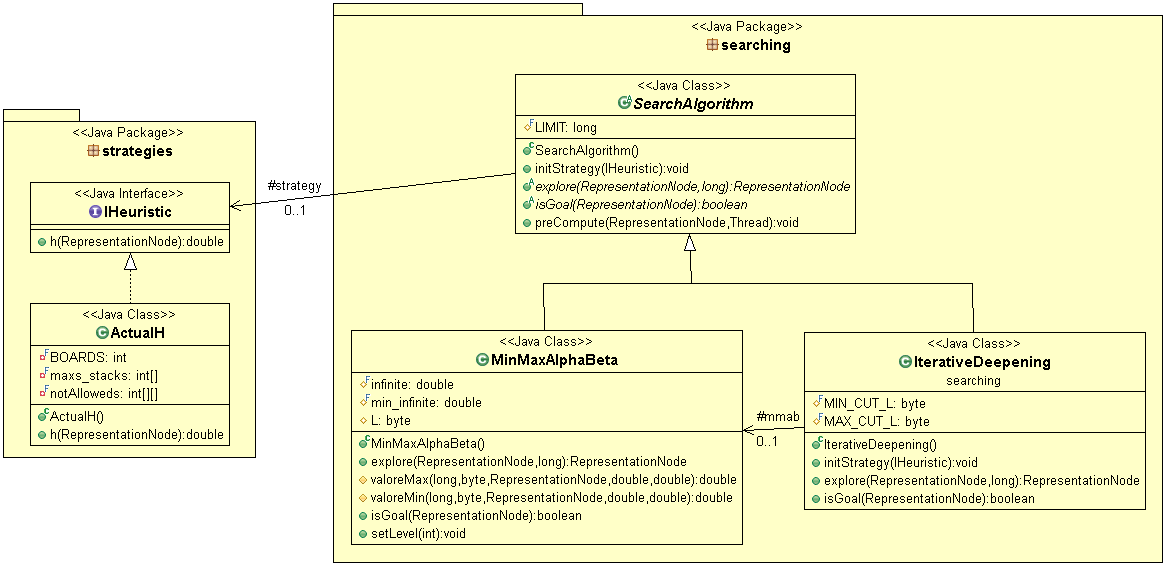 <<Java Package>>
strategies
<<Java Interface>>
IHeuristic
h(RepresentationNode):double
<<Java Class>>
ActualH
BOARDS: int
maxs_stacks: int[]
notAlloweds: int[][]
ActualH()
h(RepresentationNode):double
#strategy
0..1
<<Java Package>>
searching
<<Java Class>>
SearchAlgorithm
LIMIT: long
SearchAlgorithm()
initStrategy(IHeuristic):void
explore(RepresentationNode,long):RepresentationNode
isGoal(RepresentationNode):boolean
preCompute(RepresentationNode,Thread):void
<<Java Class>>
MinMaxAlphaBeta
infinite: double
min_infinite: double
L: byte
MinMaxAlphaBeta()
explore(RepresentationNode,long):RepresentationNode
valoreMax(long,byte,RepresentationNode,double,double):double
valoreMin(long,byte,RepresentationNode,double,double):double
isGoal(RepresentationNode):boolean
setLevel(int):void
#mmab
0..1
<<Java Class>>
IterativeDeepening
searching
MIN_CUT_L: byte
MAX_CUT_L: byte
IterativeDeepening()
initStrategy(IHeuristic):void
explore(RepresentationNode,long):RepresentationNode
isGoal(RepresentationNode):boolean